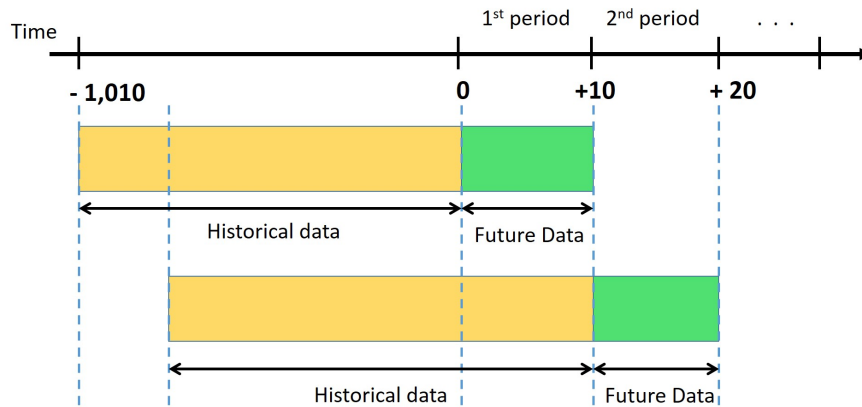 1st period 2nd period . . .
Time
- 1,010 0 +10 + 20
Historical data Future Data
Historical data Future Data